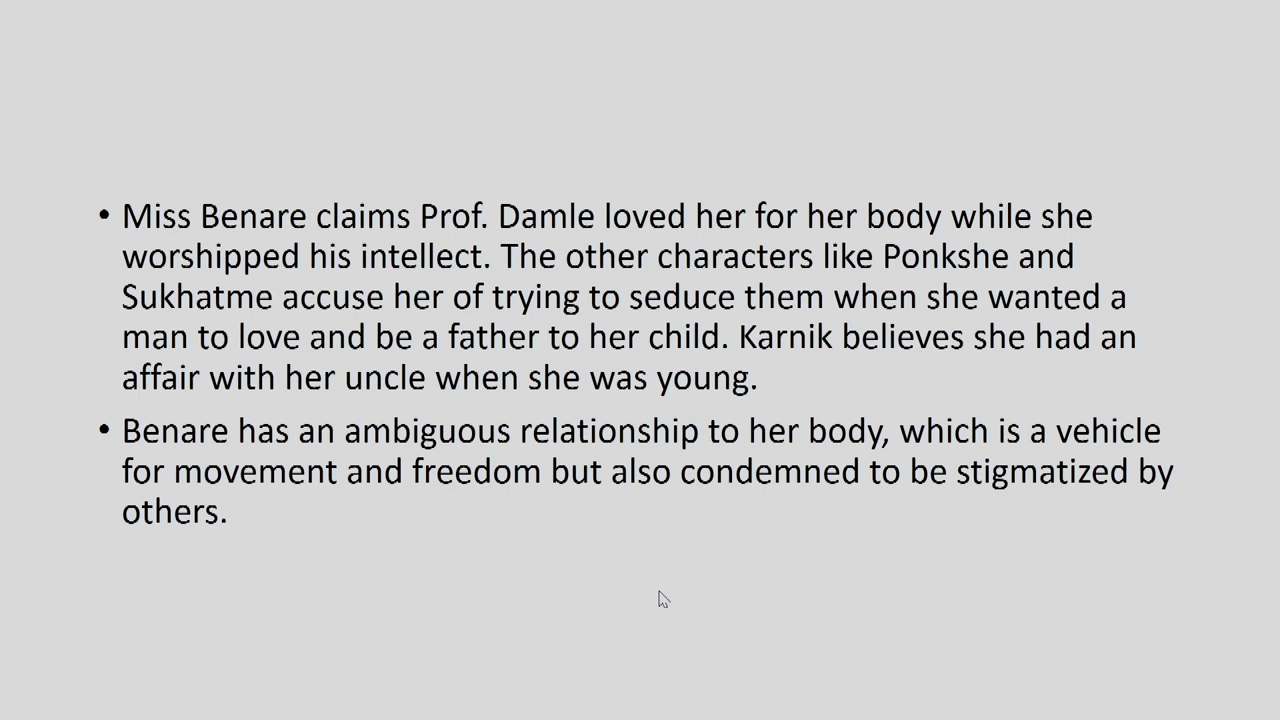 • Miss Benare claims Prof. Damle loved her for her body while she
worshipped his intellect. The other characters like Ponkshe and
Sukhatme accuse her of trying to seduce them when she wanted a
man to love and be a father to her child. Karnik believes she had an
affair with her uncle when she was young.
• Benare has an ambiguous relationship to her body, which is a vehicle
for movement and freedom but also condemned to be stigmatized by
others.